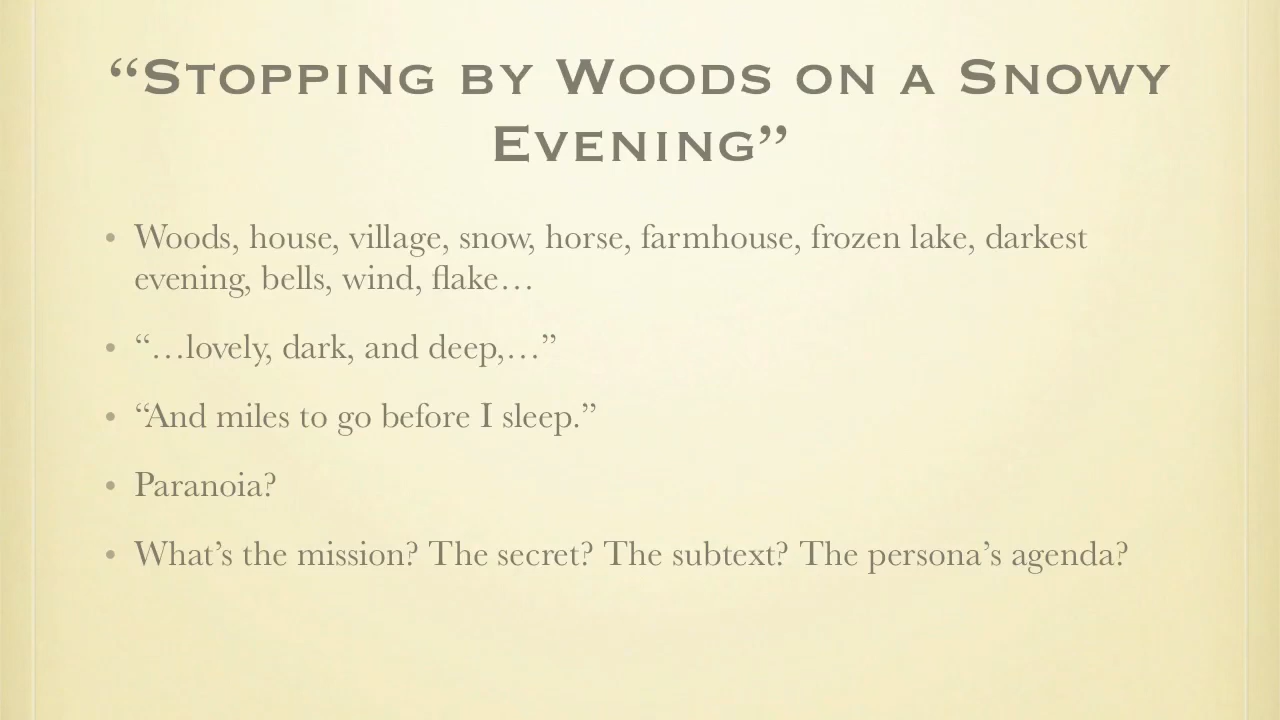 “Stopping by Woods on a Snowy
Evening”
• Woods, house, village, snow, horse, farmhouse, frozen lake, darkest
evening, bells, wind, flake…
• “…lovely, dark, and deep,…”
• “And miles to go before I sleep.”
• Paranoia?
• What’s the mission? The secret? The subtext? The persona’s agenda?